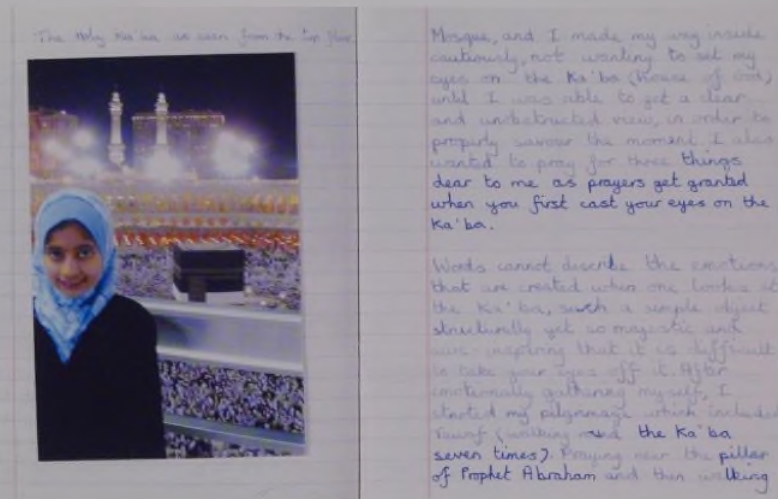 The Holy Ka'ba as seen from the top floor
Mosque, and I made my way inside
cautiously, not wanting to set my
eyes on the Ka'ba (house of God)
until I was able to get a clear
and unobstructed view, in order to
properly savour the moment. I also
wanted to pray for three things
dear to me as prayers get granted
when you first cast your eyes on the
Ka'ba.
Words cannot describe the emotions
that are created when one looks at
the Ka'ba, such a simple object
structurally yet so majestic and
awe-inspiring that it is difficult
to take your eyes off it. After
emotionally gathering myself, I
started my pilgrimage which includes
(walking round the Ka'ba
seven times). Praying near the pillar
of Prophet Abraham and then walking